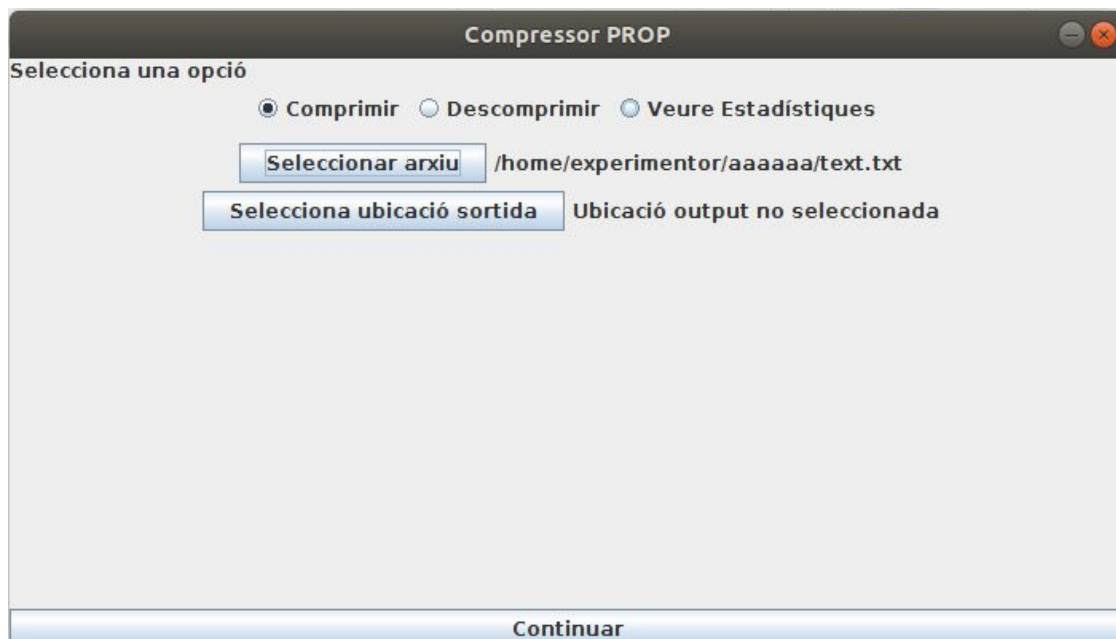 Compressor PROP
Selecciona una opció
Comprimir Descomprimir Veure Estadístiques
Seleccionar arxiu /home/experimentor/aaaaaa/text.txt
Selecciona ubicació sortida Ubicació output no seleccionada
Continuar